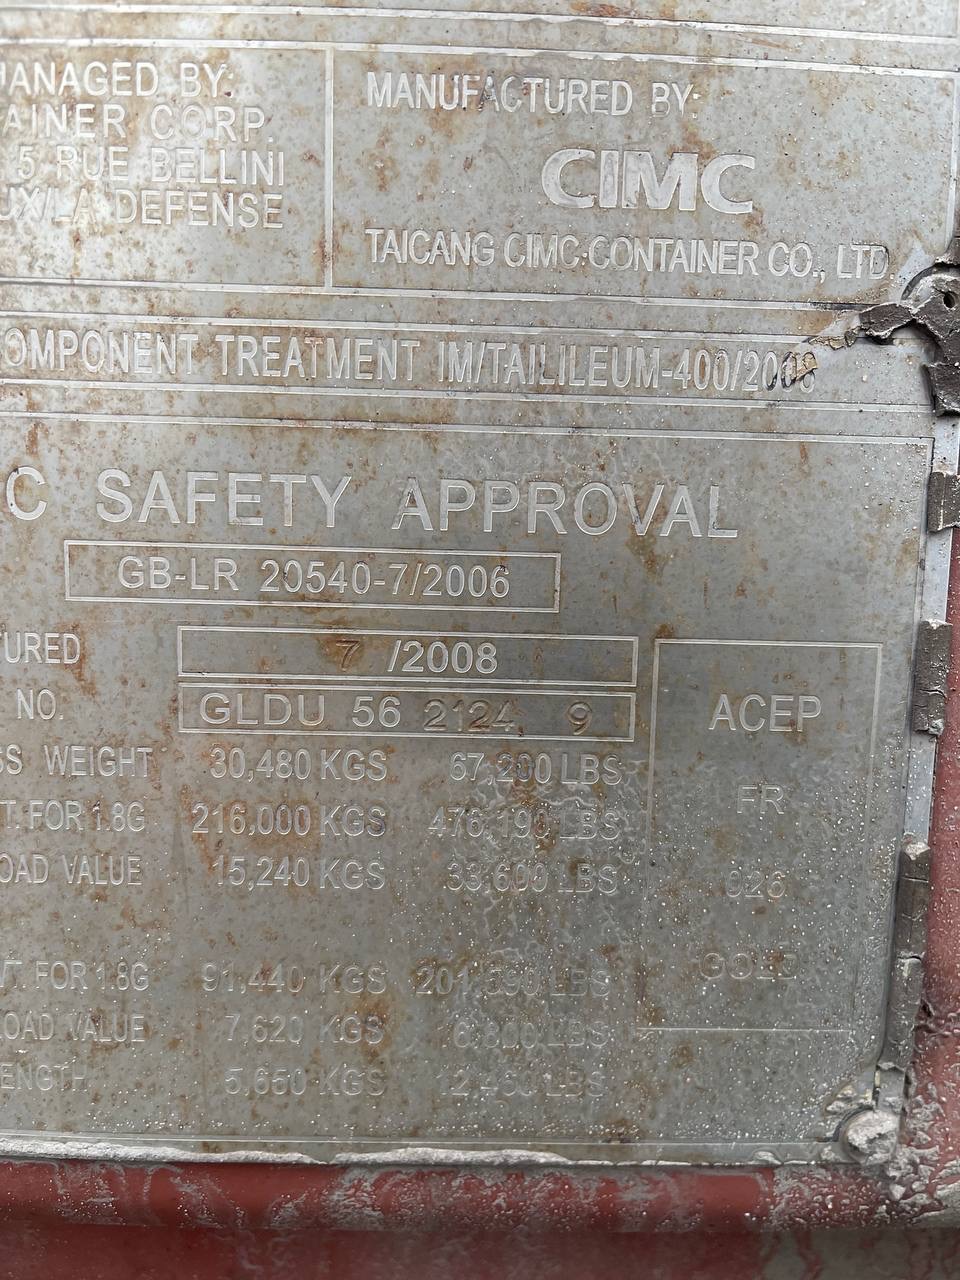 MANAGED BY:
AINER CORP.
5 RUE BELLINI
UX/LA DEFENSE
MANUFACTURED BY:
CIMC
TAICANG CIMC CONTAINER CO., LTD.
OMPONENT TREATMENT IM/TAILILEUM-400/2008
C SAFETY APPROVAL
GB-LR 20540-7/2006
TURED 7 /2008
NO. GLDU 56 2124 9
SS WEIGHT 30,480 KGS 67,200 LBS
T. FOR 1.8G 216,000 KGS 476,190 LBS
OAD VALUE 15,240 KGS 33,600 LBS
T. FOR 1.8G 91,440 KGS 201,590 LBS
LOAD VALUE 7,620 KGS 16,800 LBS
ENGTH 5,650 KGS 12,460 LBS
ACEP
FR
026
GOLD